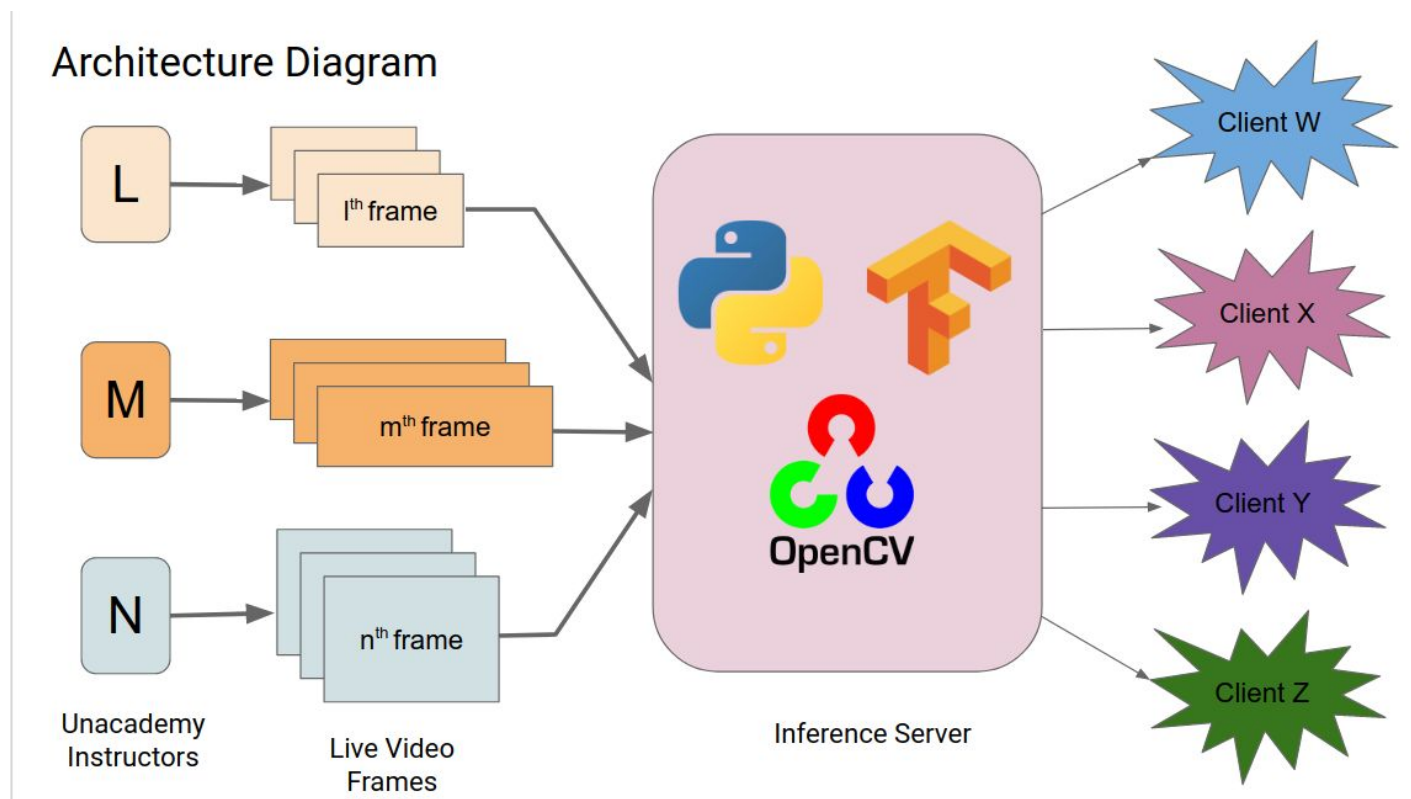 Architecture Diagram
L
lᵗʰ frame
M
mᵗʰ frame
N
nᵗʰ frame
Unacademy
Instructors
Live Video
Frames
OpenCV
Inference Server
Client W
Client X
Client Y
Client Z